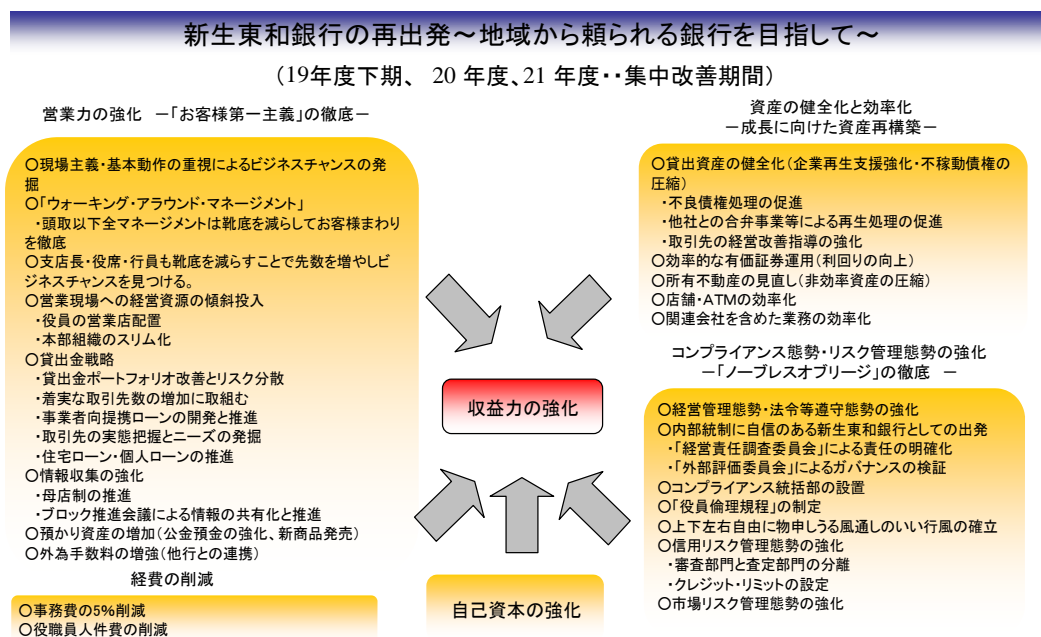 新生東和銀行の再出発~地域から頼られる銀行を目指して~
(19年度下期、 20 年度、21 年度・・集中改善期間)
営業力の強化 -「お客様第一主義」の徹底-
○現場主義・基本動作の重視によるビジネスチャンスの発
掘
○「ウォーキング・アラウンド・マネージメント」
・頭取以下全マネージメントは靴底を減らしてお客様まわり
を徹底
○支店長・役席・行員も靴底を減らすことで先数を増やしビ
ジネスチャンスを見つける。
○営業現場への経営資源の傾斜投入
・役員の営業店配置
・本部組織のスリム化
○貸出金戦略
・貸出金ポートフォリオ改善とリスク分散
・着実な取引先数の増加に取組む
・事業者向提携ローンの開発と推進
・取引先の実態把握とニーズの発掘
・住宅ローン・個人ローンの推進
○情報収集の強化
・母店制の推進
・ブロック推進会議による情報の共有化と推進
○預かり資産の増加(公金預金の強化、新商品発売)
○外為手数料の増強(他行との連携)
経費の削減
○事務費の5%削減
○役職員人件費の削減
収益力の強化
自己資本の強化
資産の健全化と効率化
-成長に向けた資産再構築-
○貸出資産の健全化(企業再生支援強化・不稼動債権の
圧縮)
・不良債権処理の促進
・他社との合弁事業等による再生処理の促進
・取引先の経営改善指導の強化
○効率的な有価証券運用(利回りの向上)
○所有不動産の見直し(非効率資産の圧縮)
○店舗・ATMの効率化
○関連会社を含めた業務の効率化
コンプライアンス態勢・リスク管理態勢の強化
-「ノーブレスオブリージ」の徹底 -
○経営管理態勢・法令等遵守態勢の強化
○内部統制に自信のある新生東和銀行としての出発
・「経営責任調査委員会」による責任の明確化
・「外部評価委員会」によるガバナンスの検証
○コンプライアンス統括部の設置
○「役員倫理規程」の制定
○上下左右自由に物申しうる風通しのいい行風の確立
○信用リスク管理態勢の強化
・審査部門と査定部門の分離
・クレジット・リミットの設定
○市場リスク管理態勢の強化